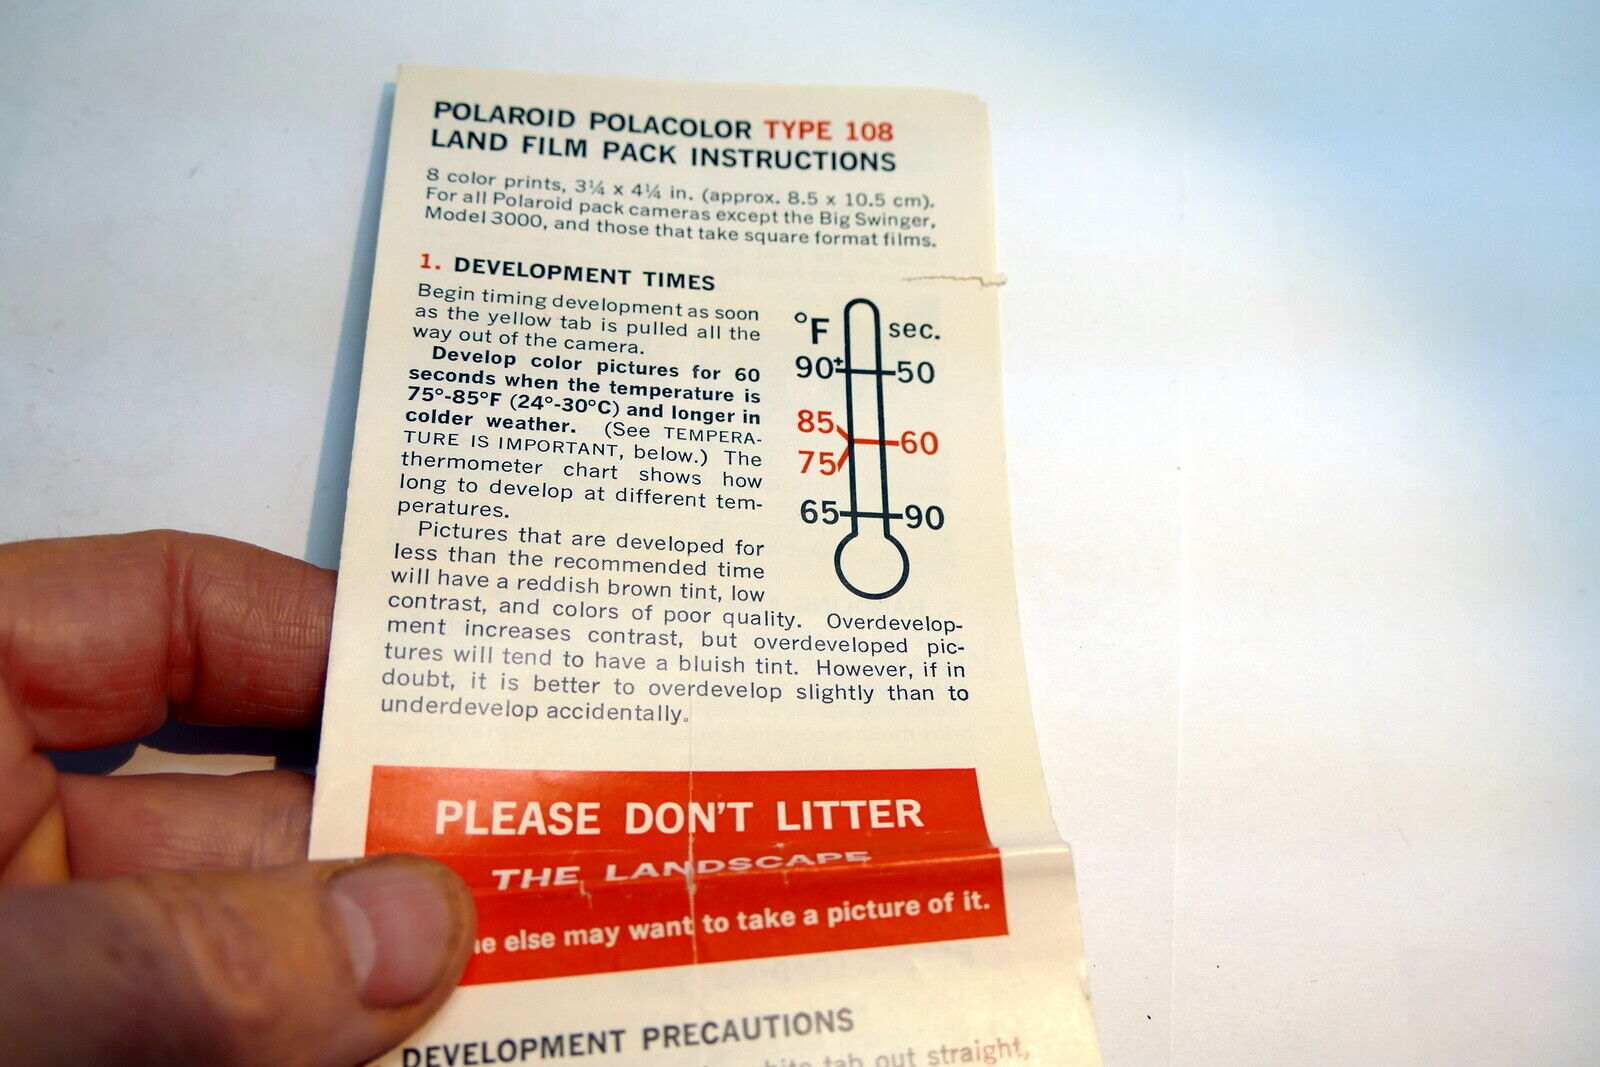 POLAROID POLACOLOR TYPE 108
LAND FILM PACK INSTRUCTIONS
8 color prints, 3¼ x 4¼ in. (approx. 8.5 x 10.5 cm).
For all Polaroid pack cameras except the Big Swinger,
Model 3000, and those that take square format films.
1. DEVELOPMENT TIMES
Begin timing development as soon
as the yellow tab is pulled all the
way out of the camera.
Develop color pictures for 60
seconds when the temperature is
75°-85°F (24°-30°C) and longer in
colder weather. (See TEMPERA-
TURE IS IMPORTANT, below.) The
thermometer chart shows how
long to develop at different tem-
peratures.
°F sec.
90+ 50
85 60
75
65 90
Pictures that are developed for
less than the recommended time
will have a reddish brown tint, low
contrast, and colors of poor quality. Overdevelop-
ment increases contrast, but overdeveloped pic-
tures will tend to have a bluish tint. However, if in
doubt, it is better to overdevelop slightly than to
underdevelop accidentally.
PLEASE DON'T LITTER
THE LANDSCAPE
else may want to take a picture of it.
DEVELOPMENT PRECAUTIONS
tab out straight,